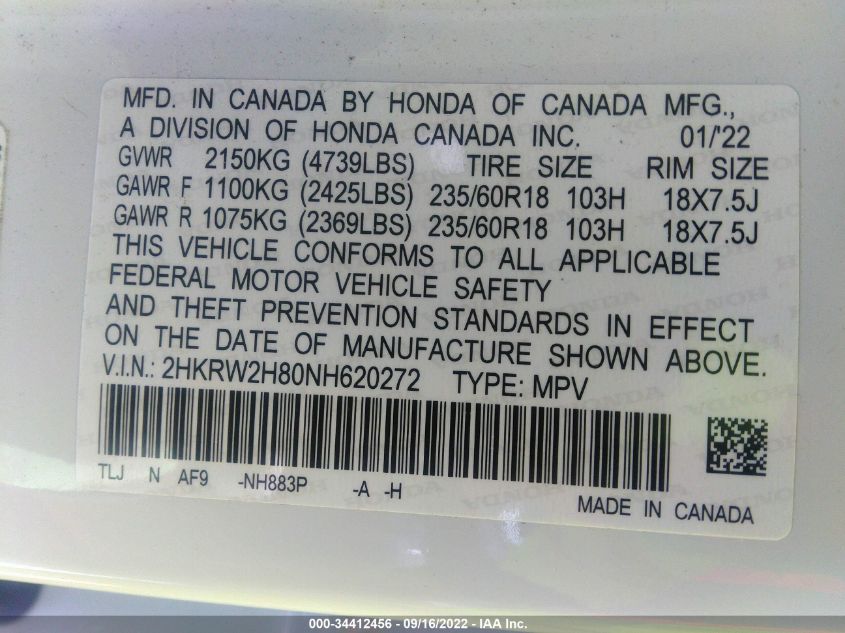 MFD. IN CANADA BY HONDA OF CANADA MFG.,
A DIVISION OF HONDA CANADA INC. 01/'22
GVWR 2150KG (4739LBS) TIRE SIZE RIM SIZE
GAWR F 1100KG (2425LBS) 235/60R18 103H 18X7.5J
GAWR R 1075KG (2369LBS) 235/60R18 103H 18X7.5J
THIS VEHICLE CONFORMS TO ALL APPLICABLE
FEDERAL MOTOR VEHICLE SAFETY
AND THEFT PREVENTION STANDARDS IN EFFECT
ON THE DATE OF MANUFACTURE SHOWN ABOVE.
V.I.N.: 2HKRW2H80NH620272 TYPE: MPV
TLJ N AF9 -NH883P -A -H
MADE IN CANADA
000-34412456 - 09/16/2022 - IAA Inc.